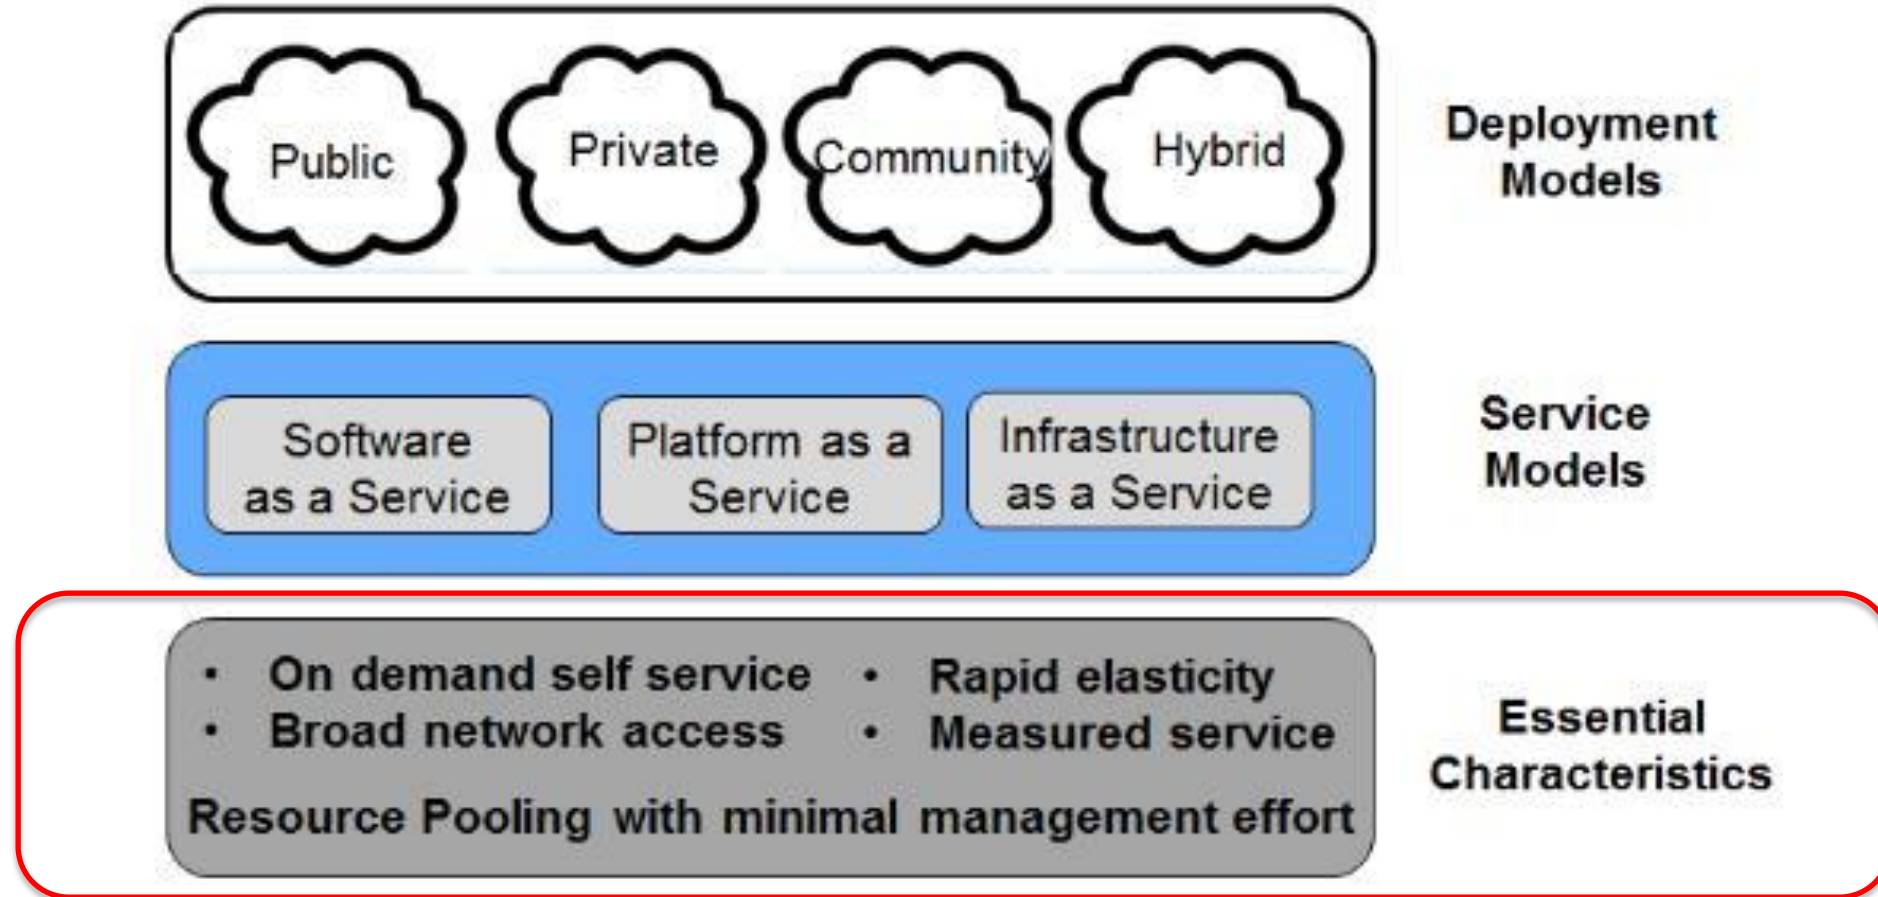 Public
Private
Community
Hybrid
Deployment
Models
Software
as a Service
Platform as a
Service
Infrastructure
as a Service
Service
Models
• On demand self service
• Broad network access
• Rapid elasticity
• Measured service
Resource Pooling with minimal management effort
Essential
Characteristics